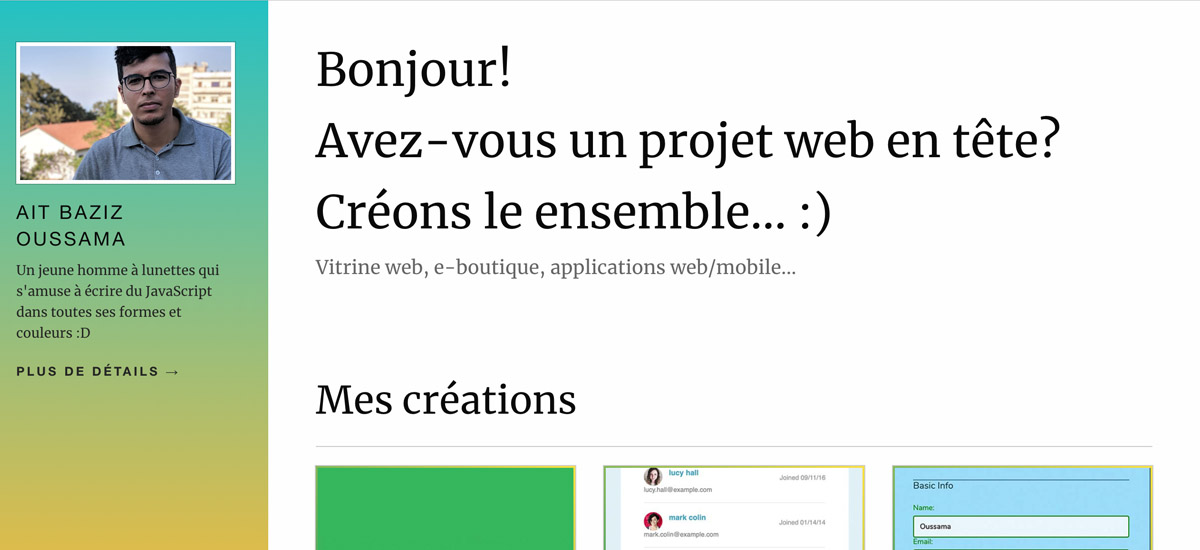 AIT BAZIZ
OUSSAMA
Un jeune homme à lunettes qui
s'amuse à écrire du JavaScript
dans toutes ses formes et
couleurs :D
PLUS DE DÉTAILS →
Bonjour!
Avez-vous un projet web en tête?
Créons le ensemble... :)
Vitrine web, e-boutique, applications web/mobile...
Mes créations
lucy hall
Joined 09/11/16
lucy.hall@example.com
mark colin
Joined 01/14/14
mark.colin@example.com
Basic Info
Name:
Oussama
Email: